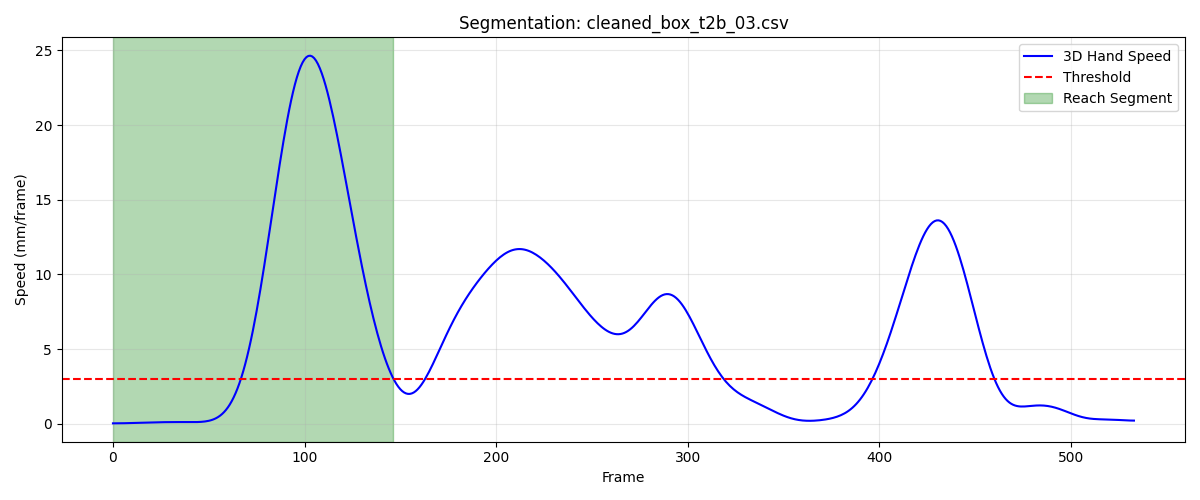 Segmentation: cleaned_box_t2b_03.csv
25
20
15
10
5
0
Speed (mm/frame)
3D Hand Speed
Threshold
Reach Segment
0 100 200 300 400 500
Frame